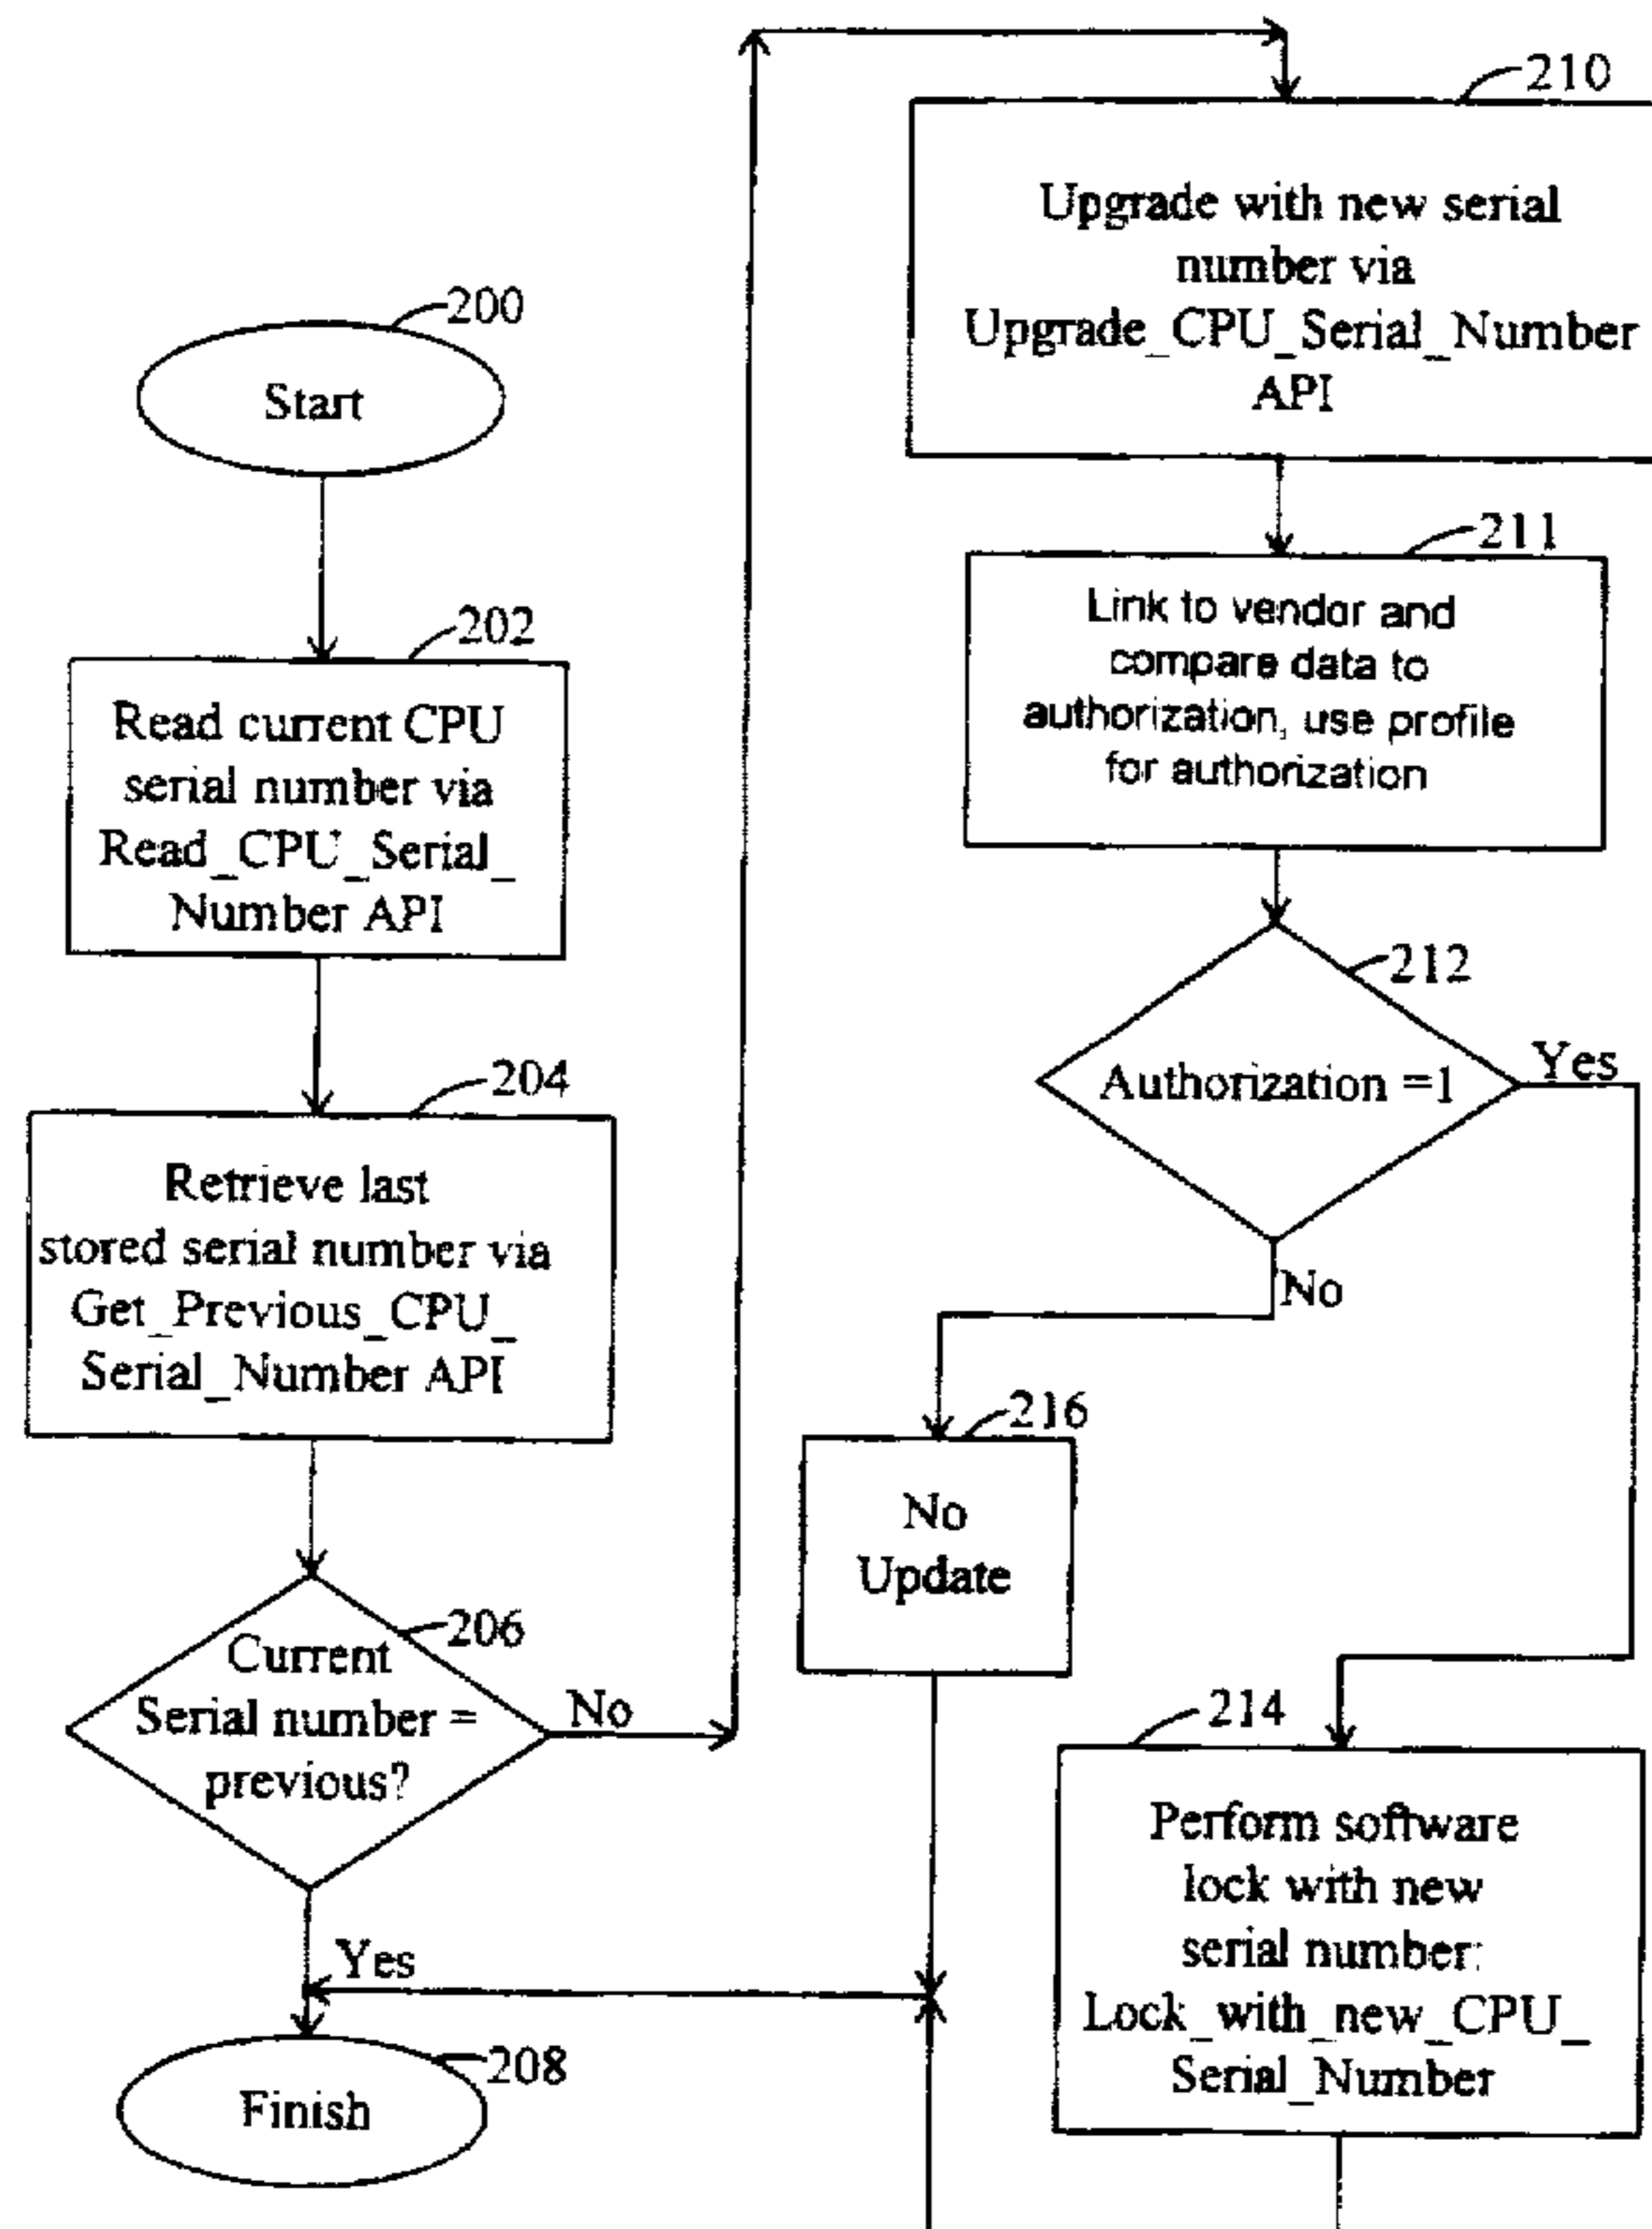 200
Start
202
Read current CPU
serial number via
Read_CPU_Serial_
Number API
204
Retrieve last
stored serial number via
Get_Previous_CPU_
Serial_Number API
206
Current
Serial number =
previous?
No
Yes
208
Finish
210
Upgrade with new serial
number via
Upgrade_CPU_Serial_Number
API
211
Link to vendor and
compare data to
authorization, use profile
for authorization
212
Authorization =1
Yes
No
216
No
Update
214
Perform software
lock with new
serial number:
Lock_with_new_CPU_
Serial_Number